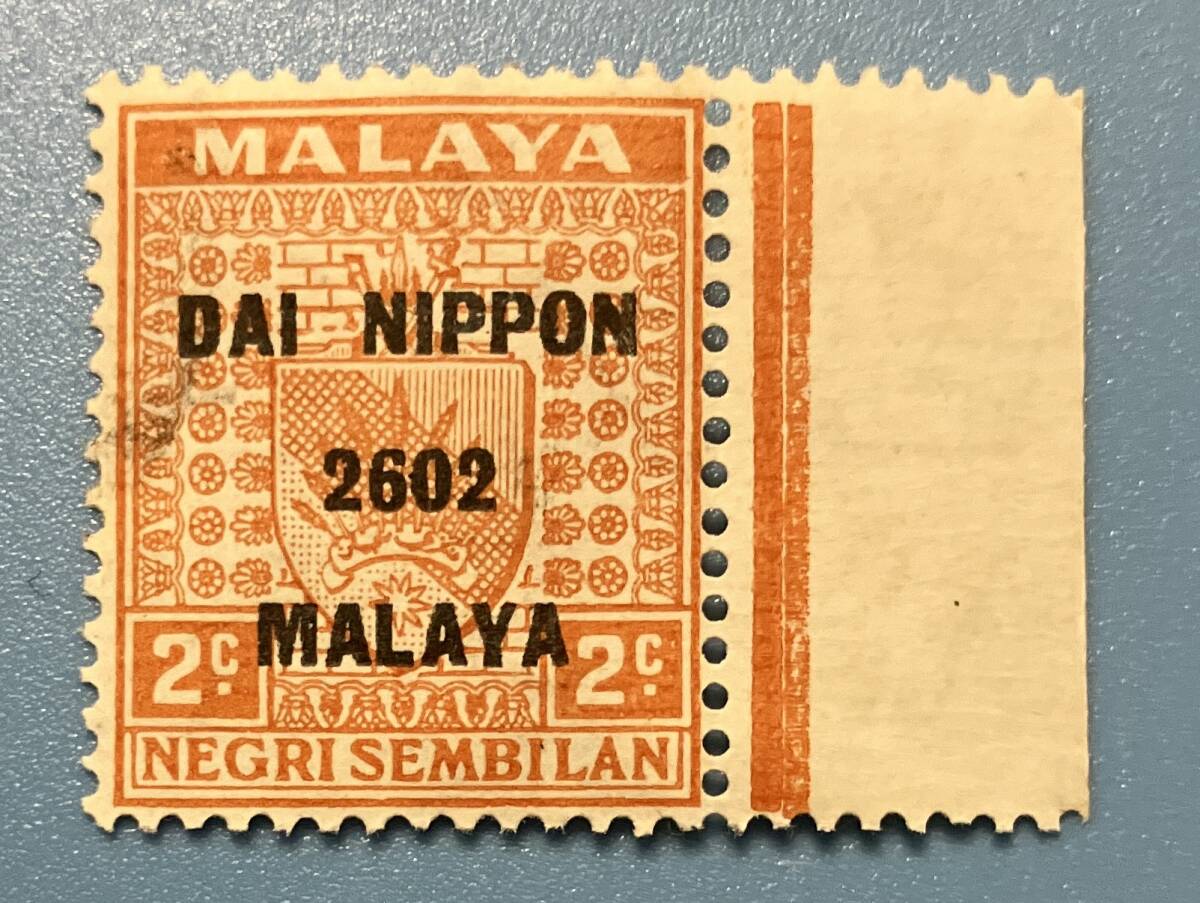 MALAYA
DAI NIPPON
2602
MALAYA
2c. 2c.
NEGRI SEMBILAN